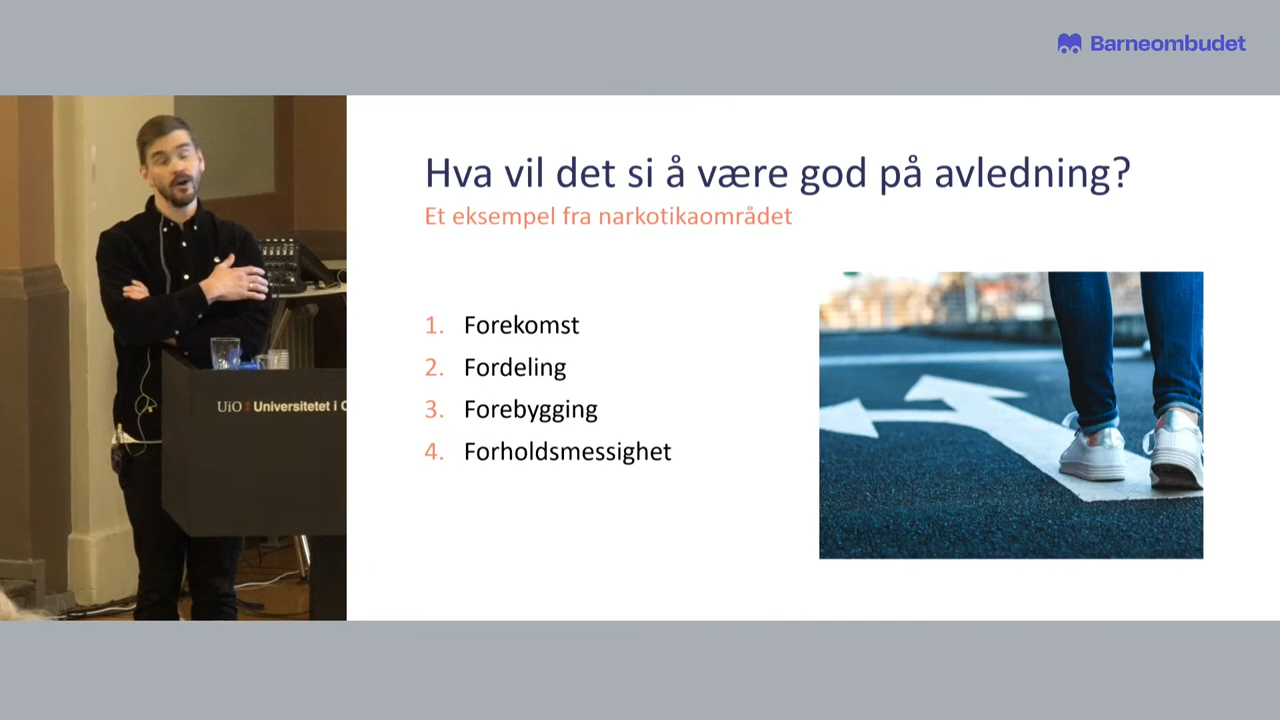 Barneombudet
Hva vil det si å være god på avledning?
Et eksempel fra narkotikaområdet
1. Forekomst
2. Fordeling
3. Forebygging
4. Forholdsmessighet
UiO Universitetet i